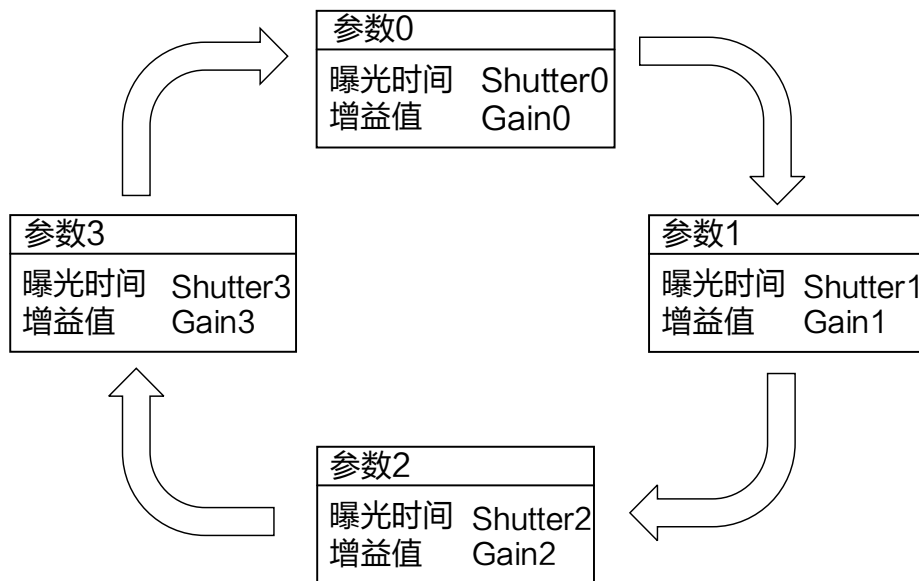 参数0
曝光时间 Shutter0
增益值 Gain0
参数3
曝光时间 Shutter3
增益值 Gain3
参数1
曝光时间 Shutter1
增益值 Gain1
参数2
曝光时间 Shutter2
增益值 Gain2